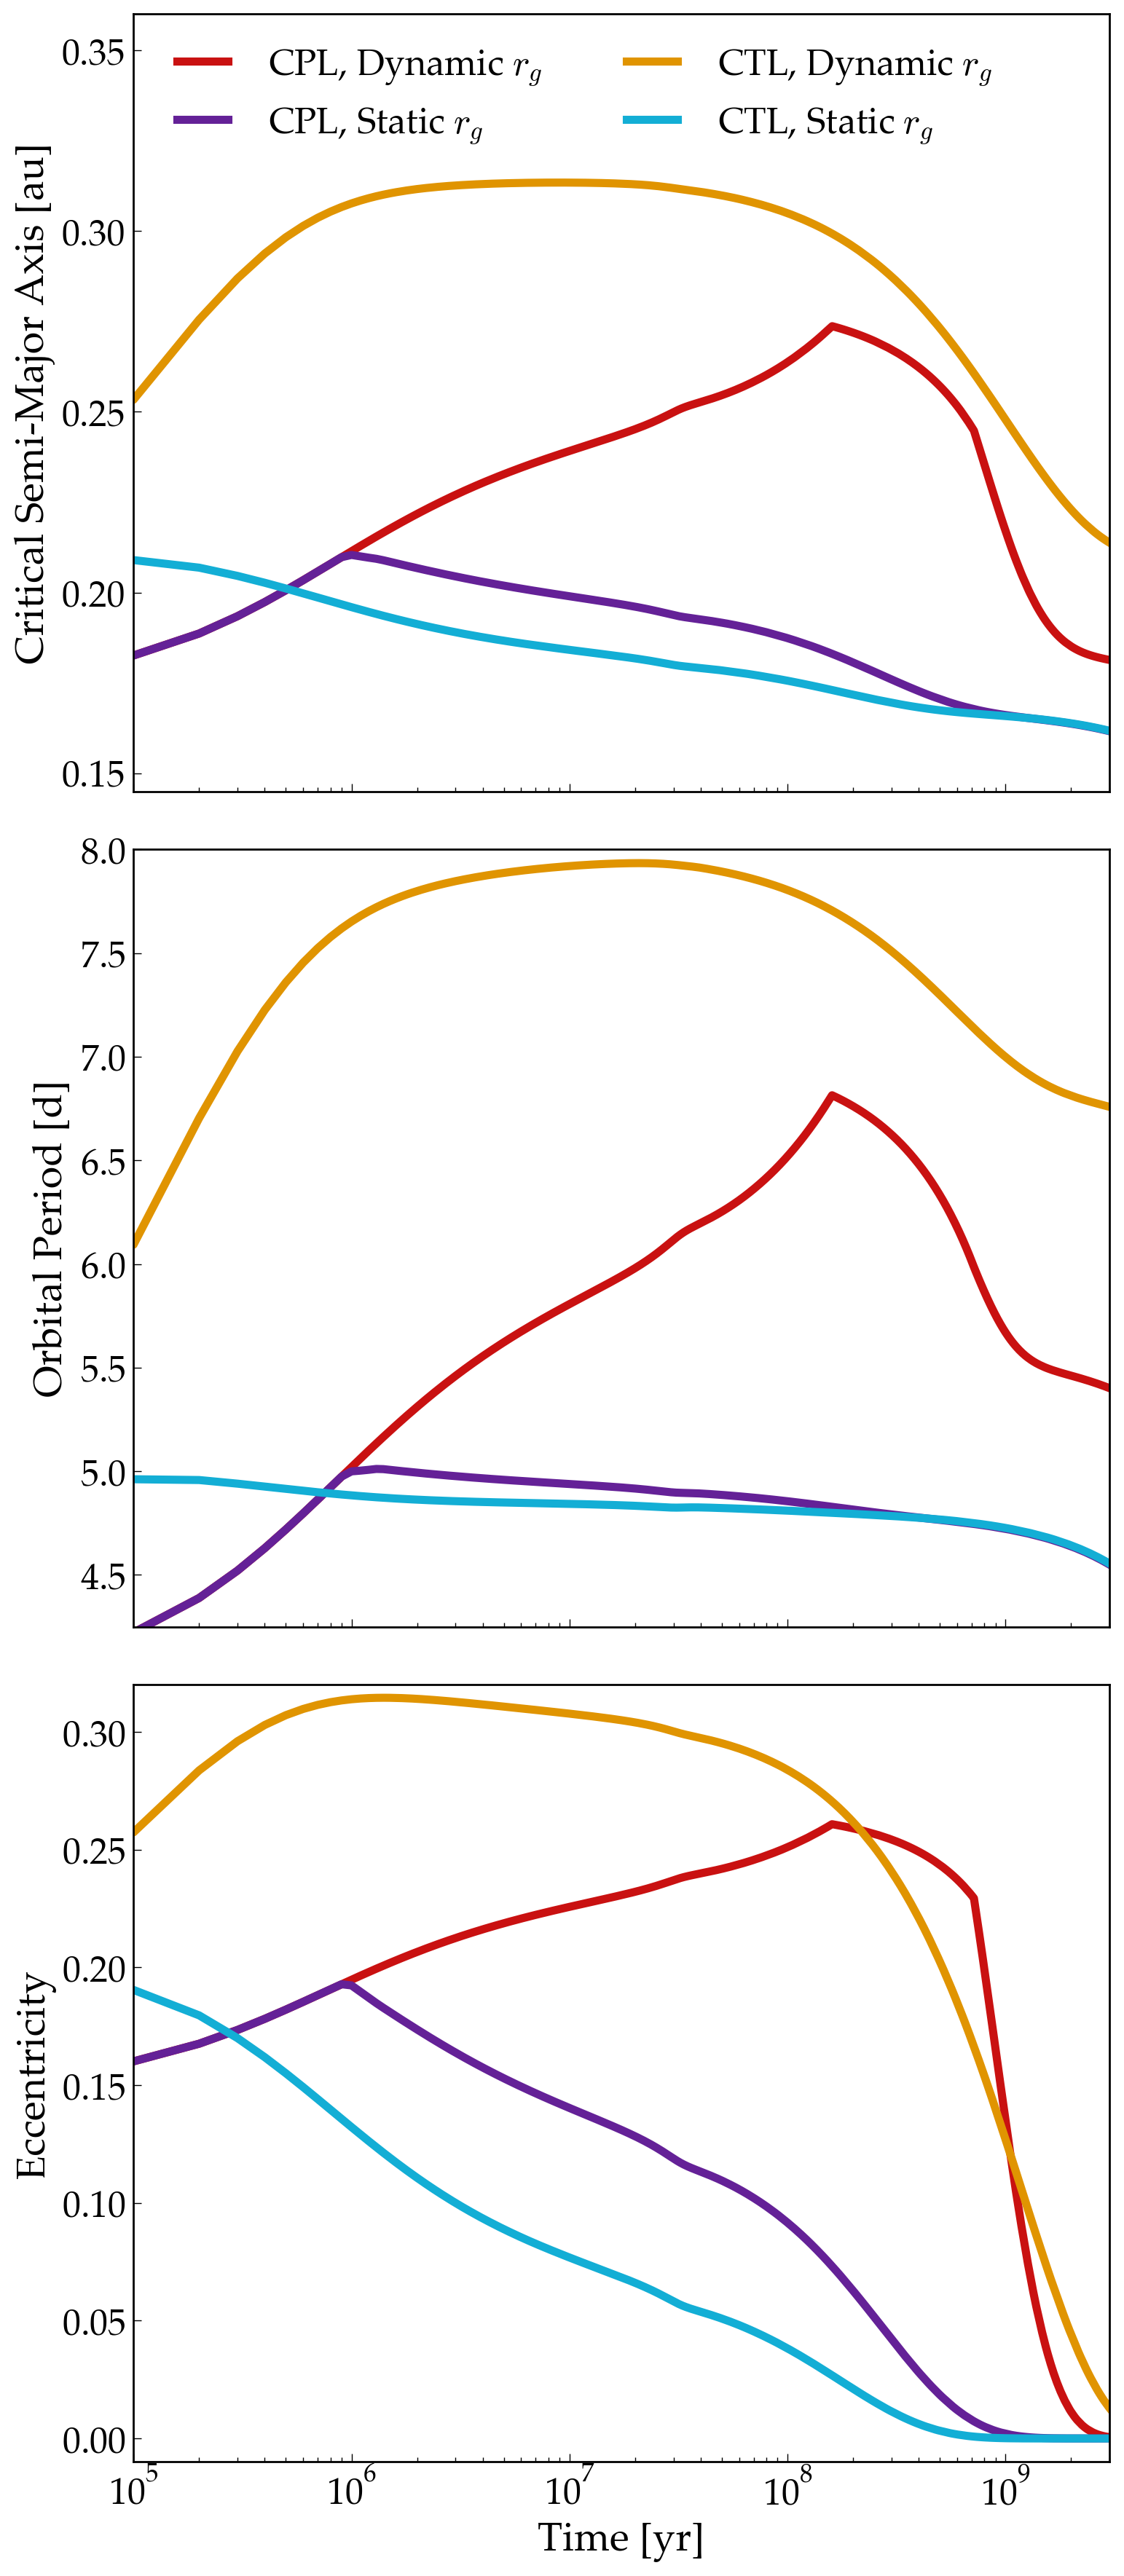 CPL, Dynamic r_g
CPL, Static r_g
CTL, Dynamic r_g
CTL, Static r_g
Critical Semi-Major Axis [au]
0.35
0.30
0.25
0.20
0.15
Orbital Period [d]
8.0
7.5
7.0
6.5
6.0
5.5
5.0
4.5
Eccentricity
0.30
0.25
0.20
0.15
0.10
0.05
0.00
10^5 10^6 10^7 10^8 10^9
Time [yr]